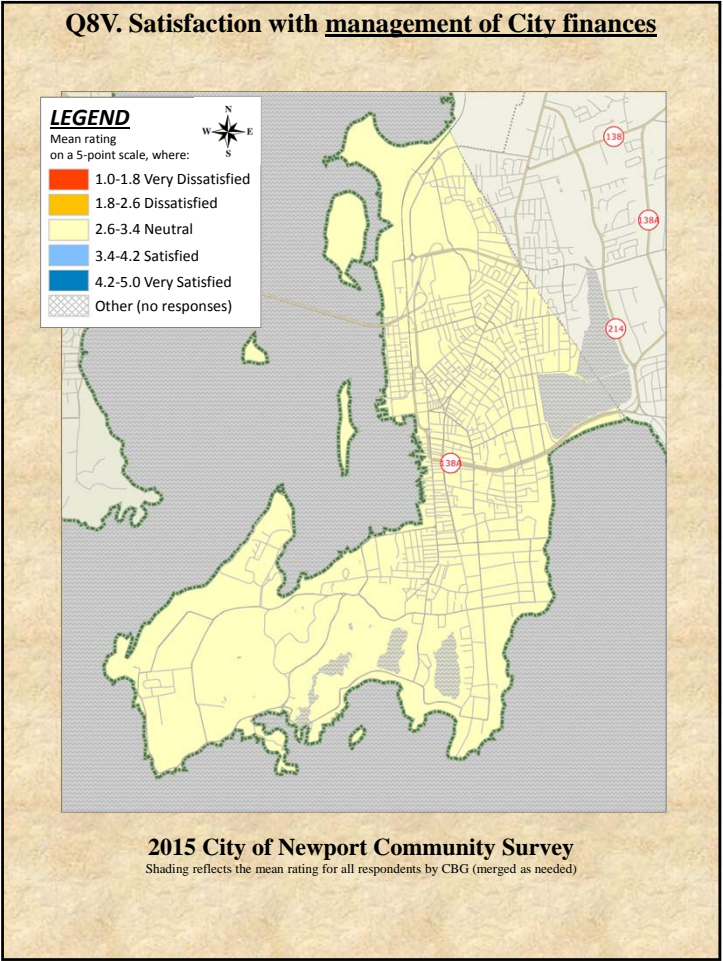 Q8V. Satisfaction with management of City finances
LEGEND
Mean rating
on a 5-point scale, where:
1.0-1.8 Very Dissatisfied
1.8-2.6 Dissatisfied
2.6-3.4 Neutral
3.4-4.2 Satisfied
4.2-5.0 Very Satisfied
Other (no responses)
N
W E
S
138
138A
214
138A
2015 City of Newport Community Survey
Shading reflects the mean rating for all respondents by CBG (merged as needed)